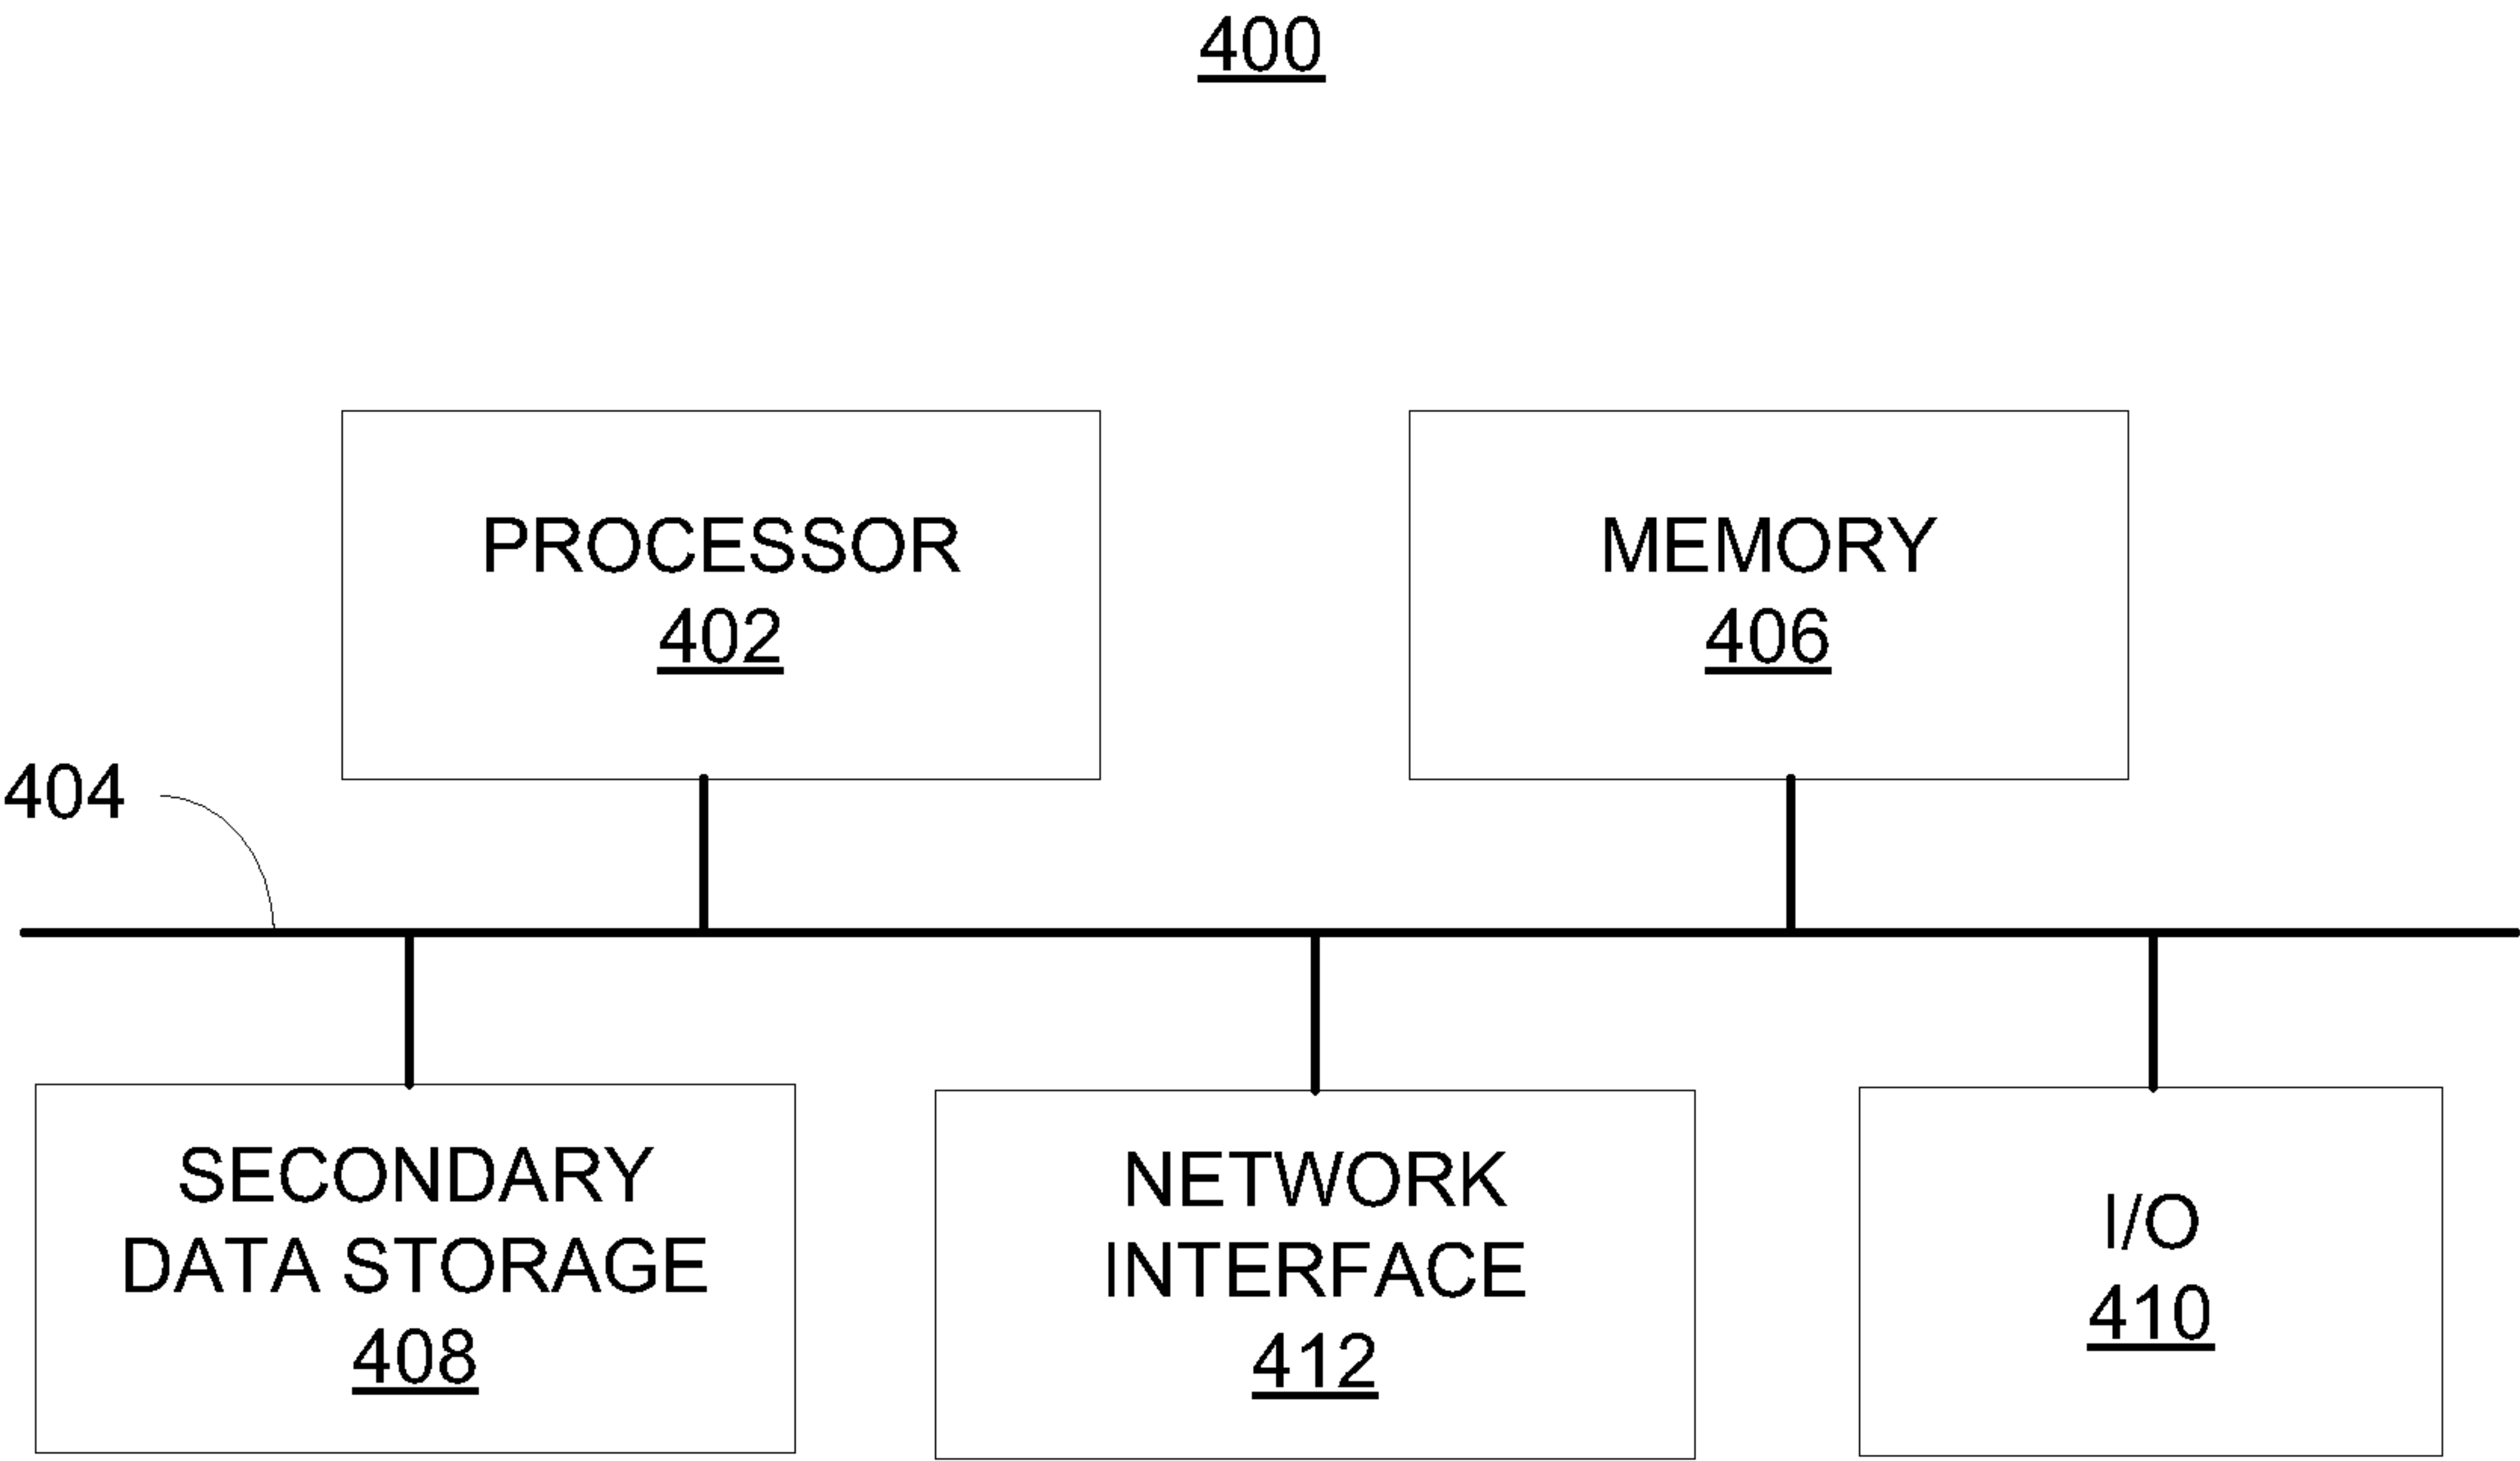 400
PROCESSOR
402
MEMORY
406
404
SECONDARY
DATA STORAGE
408
NETWORK
INTERFACE
412
I/O
410